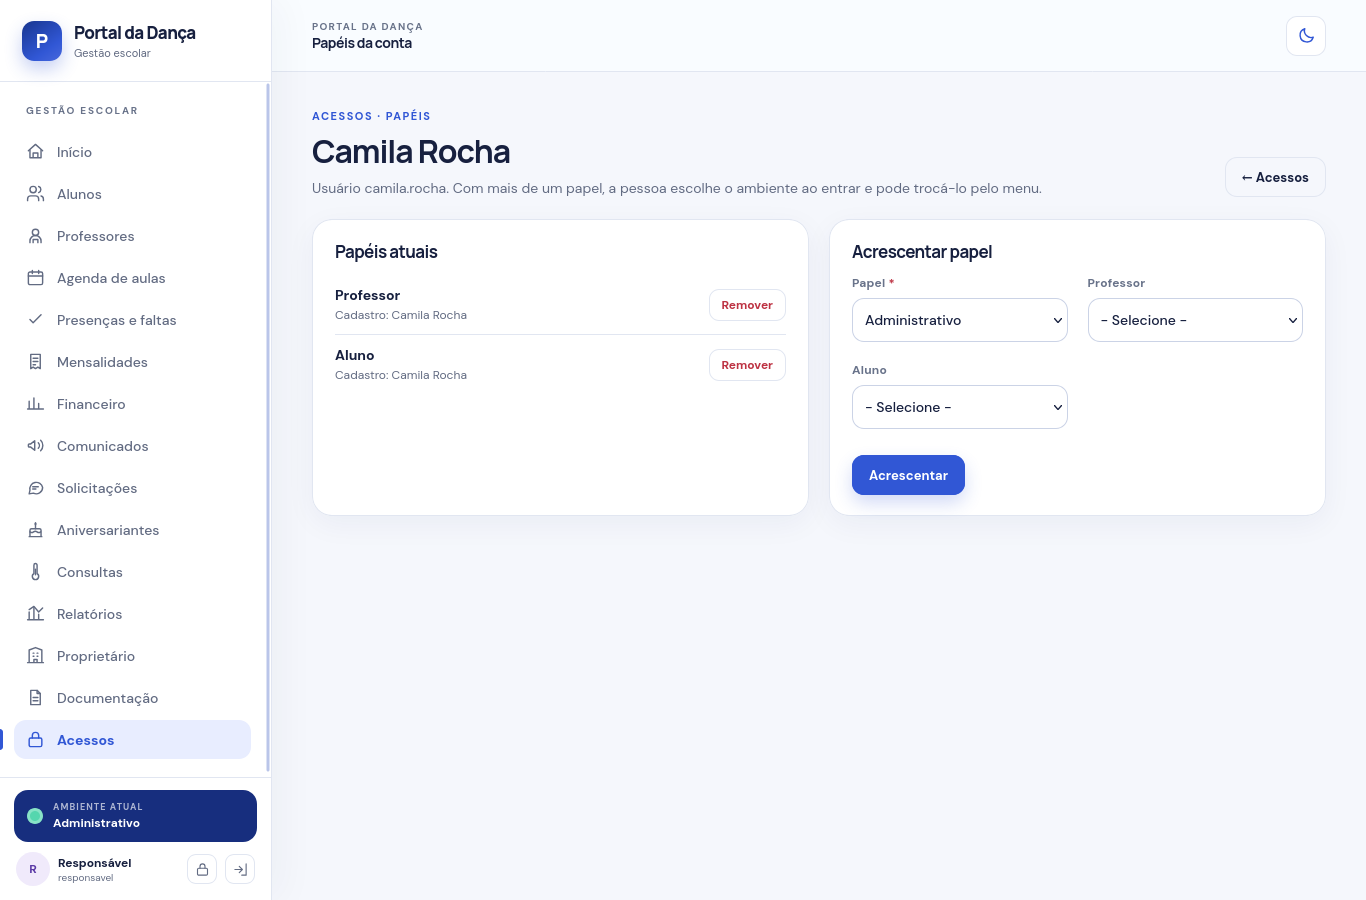 P
Portal da Dança
Gestão escolar
GESTÃO ESCOLAR
Início
Alunos
Professores
Agenda de aulas
Presenças e faltas
Mensalidades
Financeiro
Comunicados
Solicitações
Aniversariantes
Consultas
Relatórios
Proprietário
Documentação
Acessos
AMBIENTE ATUAL
Administrativo
R
Responsável
responsavel
PORTAL DA DANÇA
Papéis da conta
ACESSOS · PAPÉIS
Camila Rocha
Usuário camila.rocha. Com mais de um papel, a pessoa escolhe o ambiente ao entrar e pode trocá-lo pelo menu.
← Acessos
Papéis atuais
Professor
Cadastro: Camila Rocha
Remover
Aluno
Cadastro: Camila Rocha
Remover
Acrescentar papel
Papel *
Administrativo
Professor
- Selecione -
Aluno
- Selecione -
Acrescentar